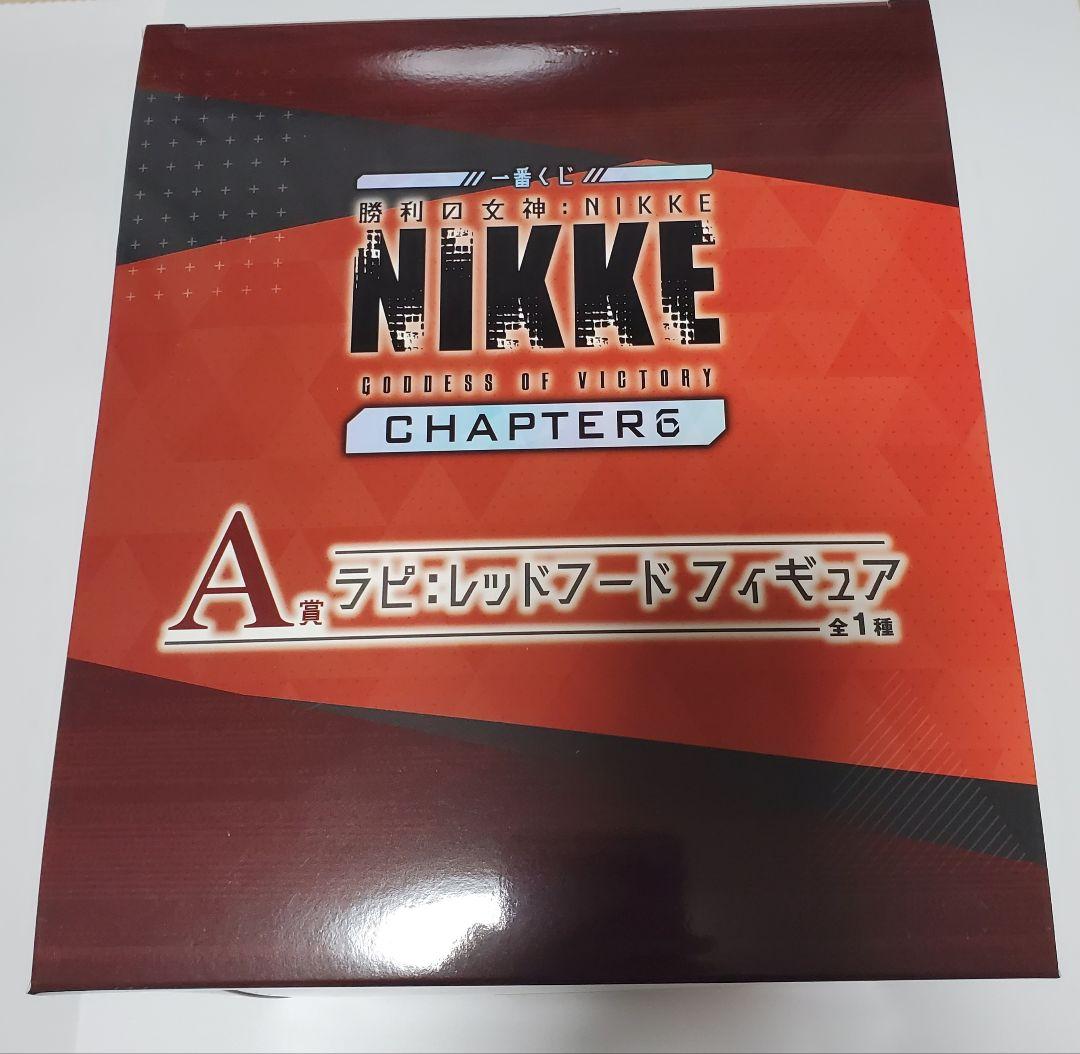 一番くじ
勝利の女神:NIKKE
NIKKE
GODDESS OF VICTORY
CHAPTER6
A賞 ラピ:レッドフード フィギュア
全1種